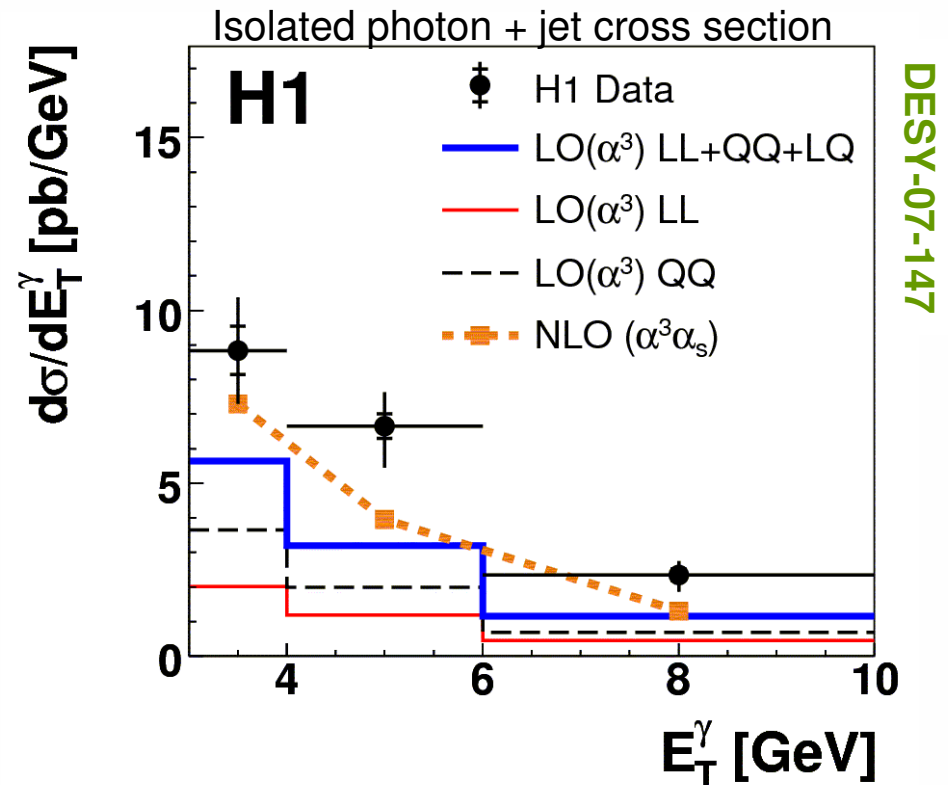 Isolated photon + jet cross section
H1
H1 Data
LO(α³) LL+QQ+LQ
LO(α³) LL
LO(α³) QQ
NLO (α³αₛ)
dσ/dE_T^γ [pb/GeV]
15
10
5
0
4 6 8 10
E_T^γ [GeV]
DESY-07-147